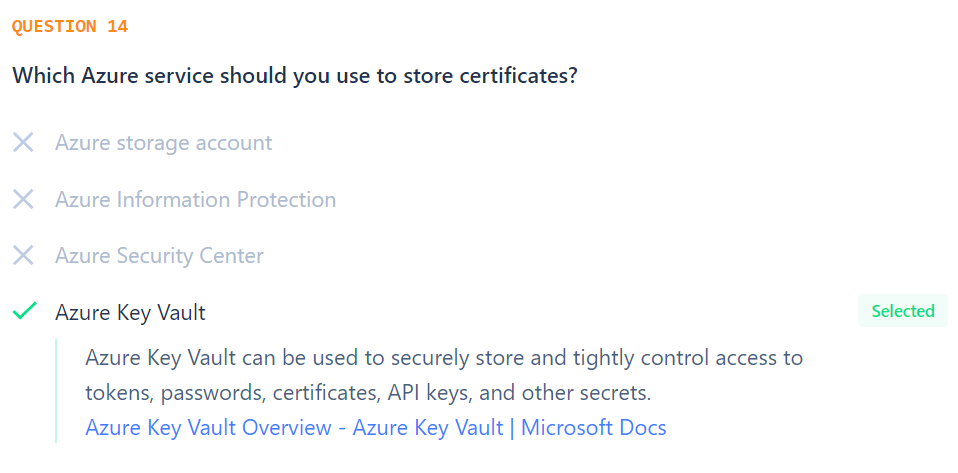 QUESTION 14
Which Azure service should you use to store certificates?
Azure storage account
Azure Information Protection
Azure Security Center
Azure Key Vault
Selected
Azure Key Vault can be used to securely store and tightly control access to
tokens, passwords, certificates, API keys, and other secrets.
Azure Key Vault Overview - Azure Key Vault | Microsoft Docs